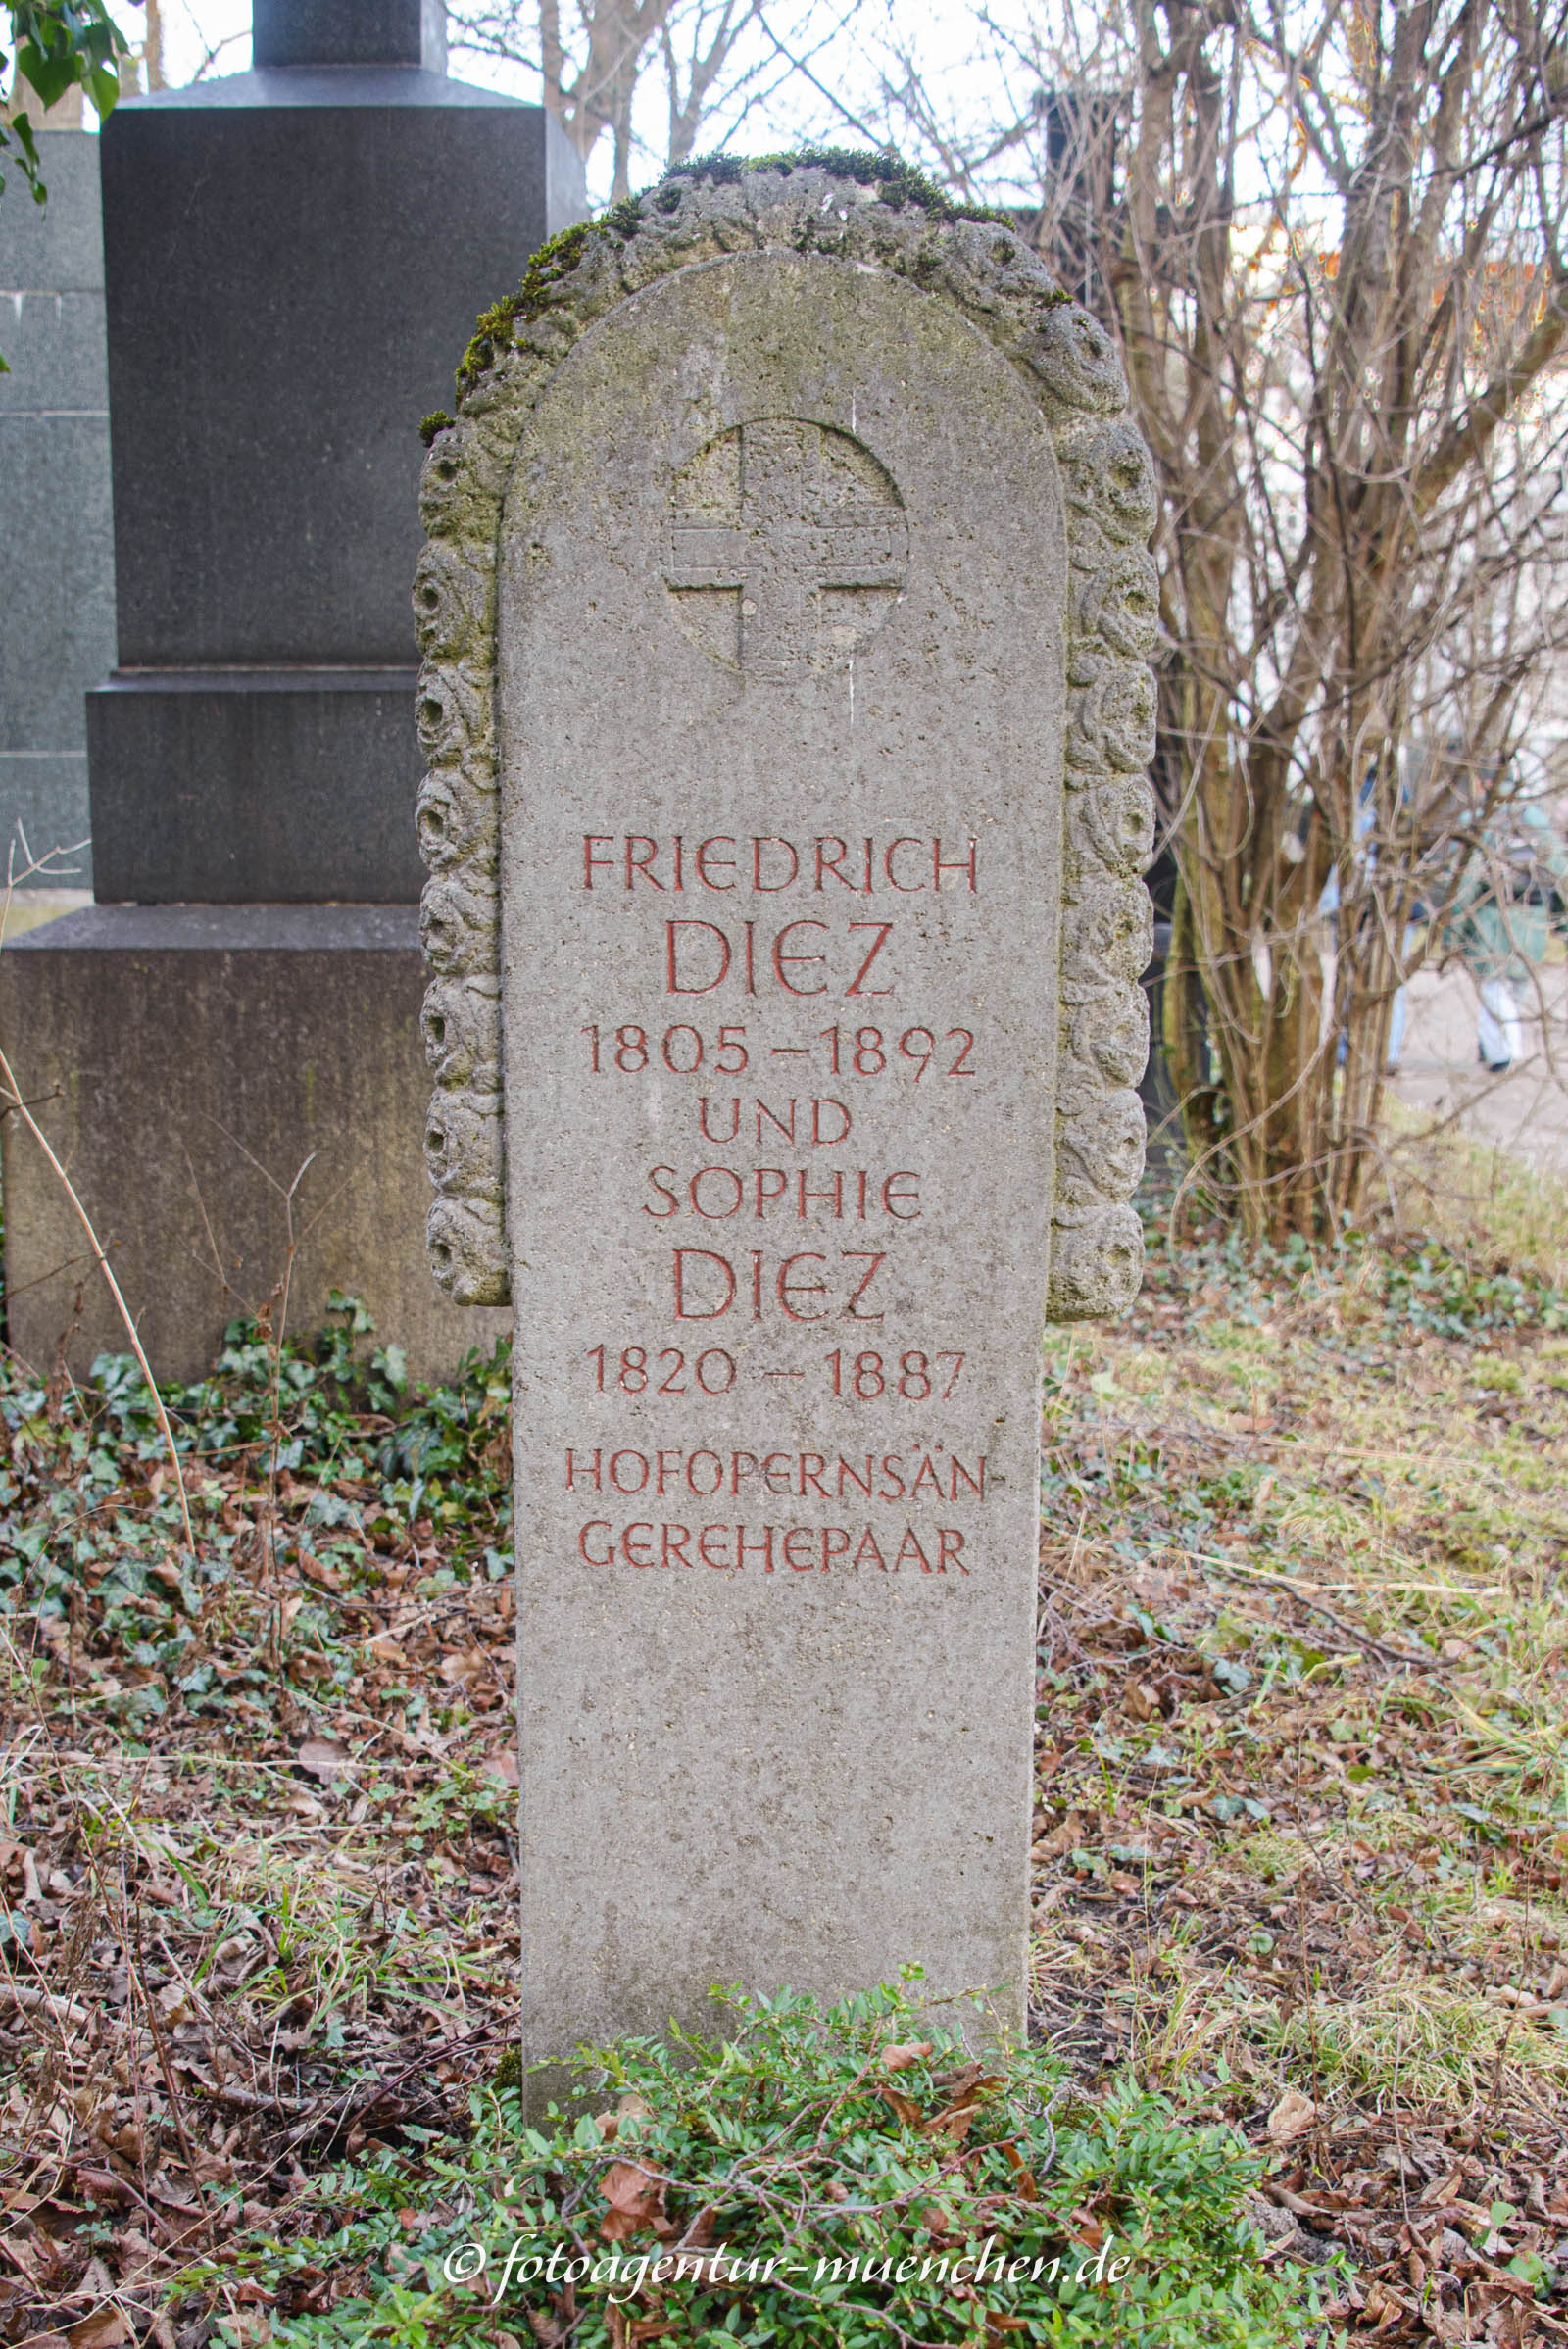 FRIEDRICH
DIEZ
1805 – 1892
UND
SOPHIE
DIEZ
1820 – 1887
HOFOPERNSÄN-
GEREHEPAAR
© fotoagentur-muenchen.de